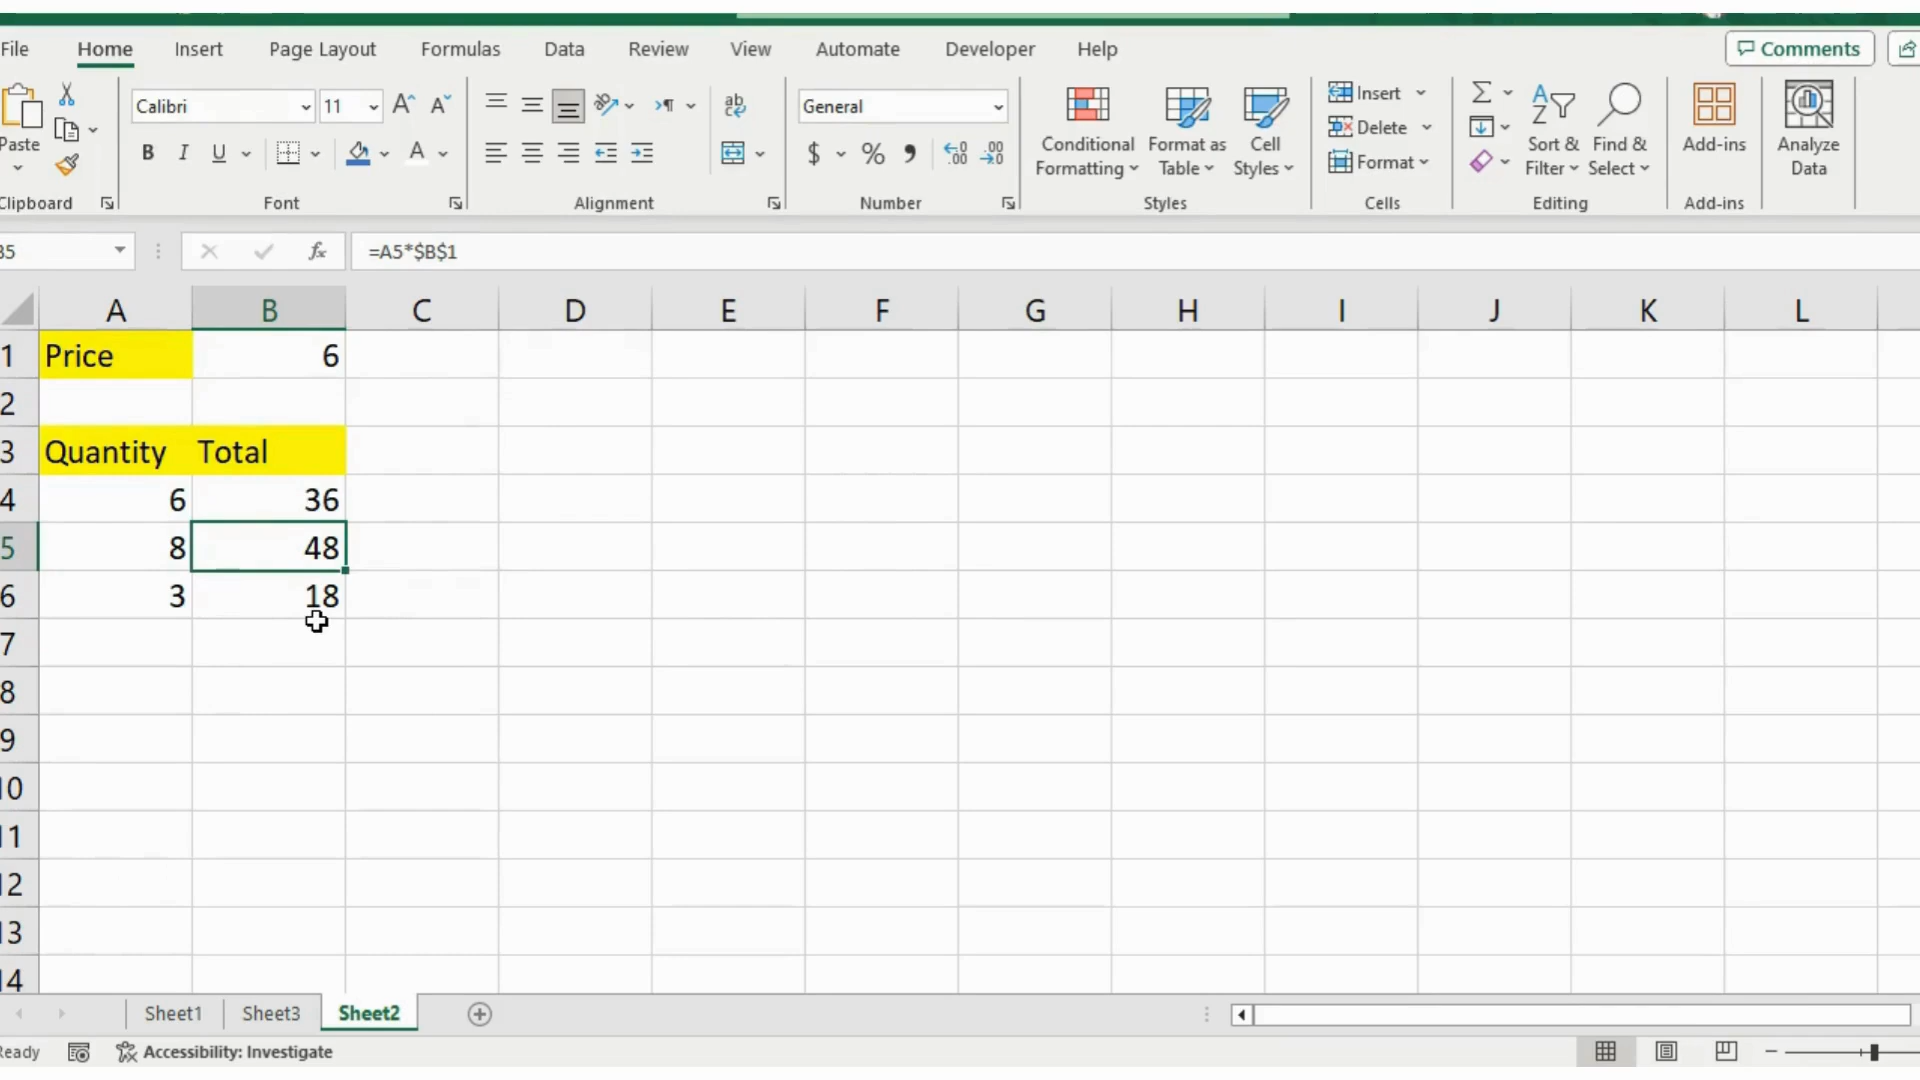 File Home Insert Page Layout Formulas Data Review View Automate Developer Help Comments
Calibri 11 General Insert
Delete
Paste Conditional Format as Cell Sort & Find & Add-ins Analyze
Formatting Table Styles Format Filter Select Data
Clipboard Font Alignment Number Styles Cells Editing Add-ins
B5 =A5*$B$1
A B C D E F G H I J K L
1 Price 6
2
3 Quantity Total
4 6 36
5 8 48
6 3 18
7
8
9
10
11
12
13
14
Sheet1 Sheet3 Sheet2
Ready Accessibility: Investigate